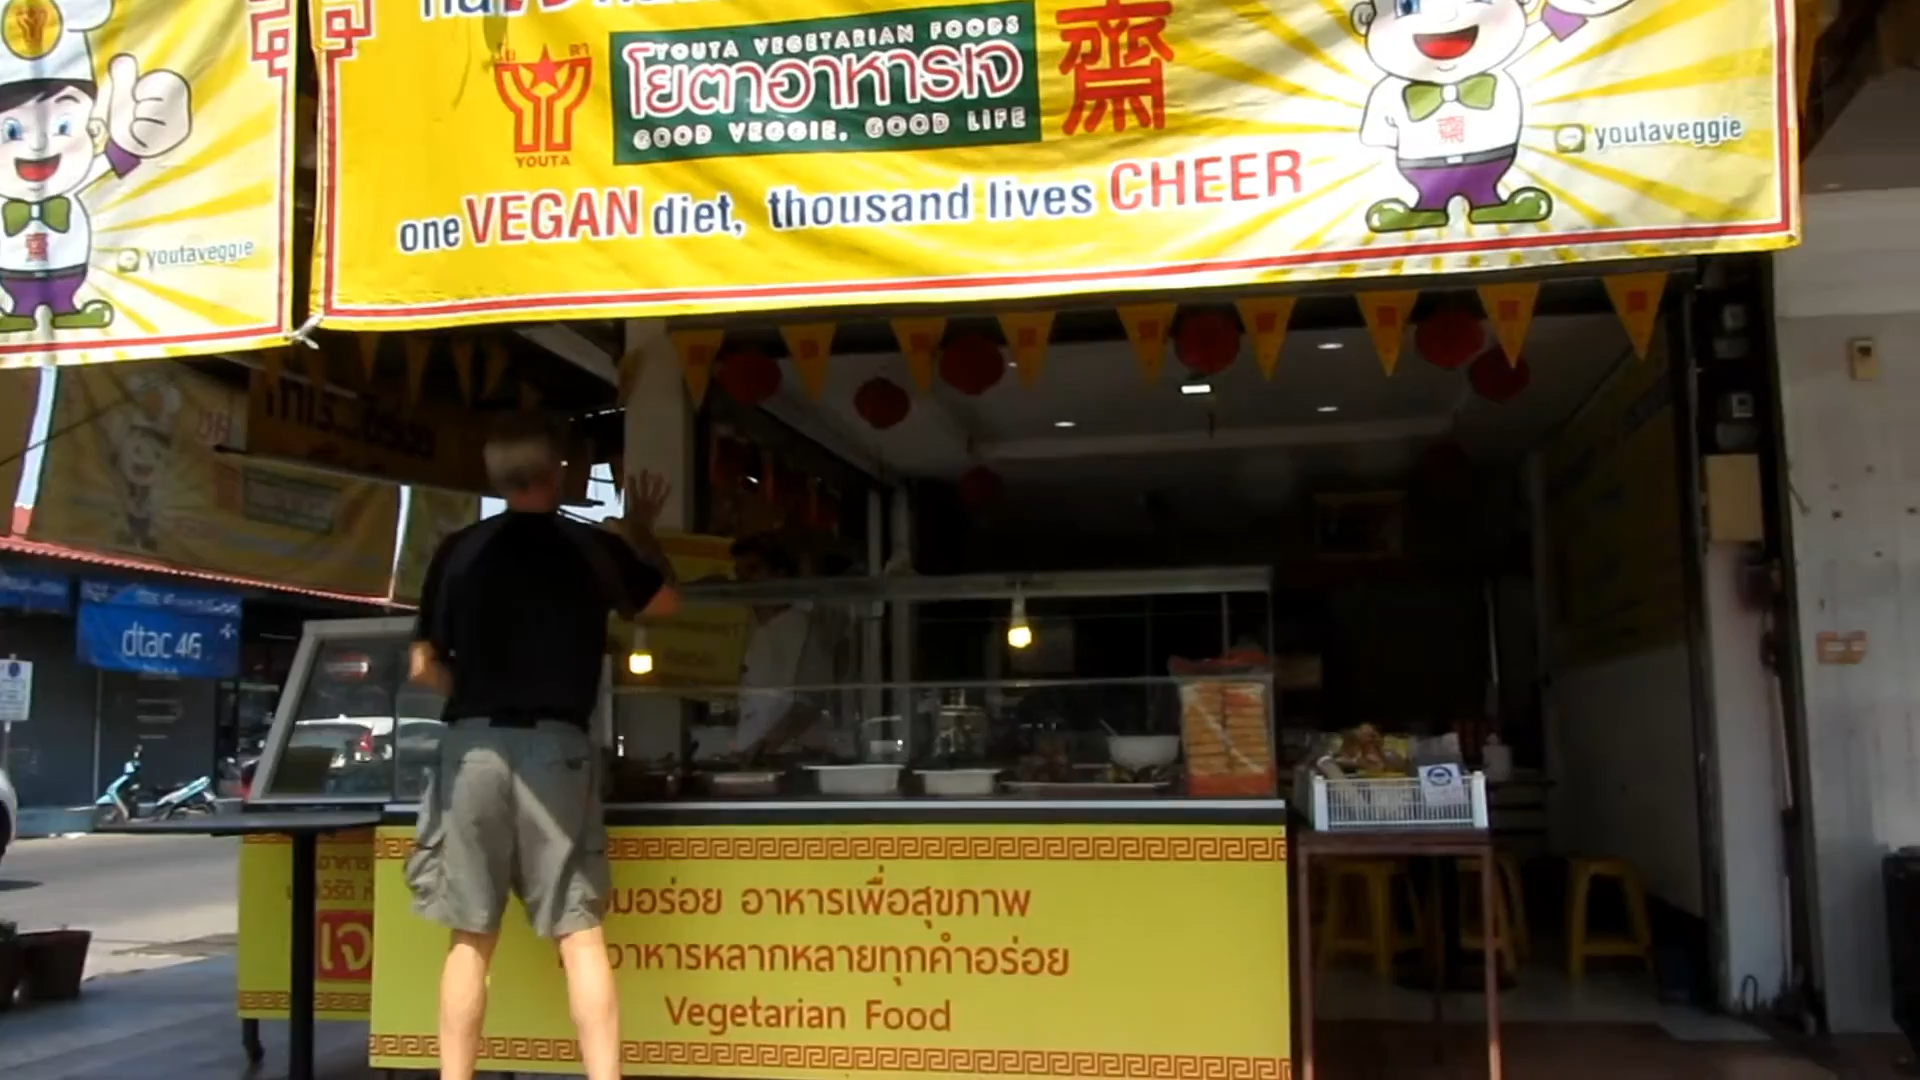 YOUTA VEGETARIAN FOODS
โยตาอาหารเจ
GOOD VEGGIE, GOOD LIFE
齋
YOUTA
one VEGAN diet, thousand lives CHEER
youtaveggie
youtaveggie
dtac 4G
มอร่อย อาหารเพื่อสุขภาพ
อาหารหลากหลายทุกคำอร่อย
Vegetarian Food
เจ